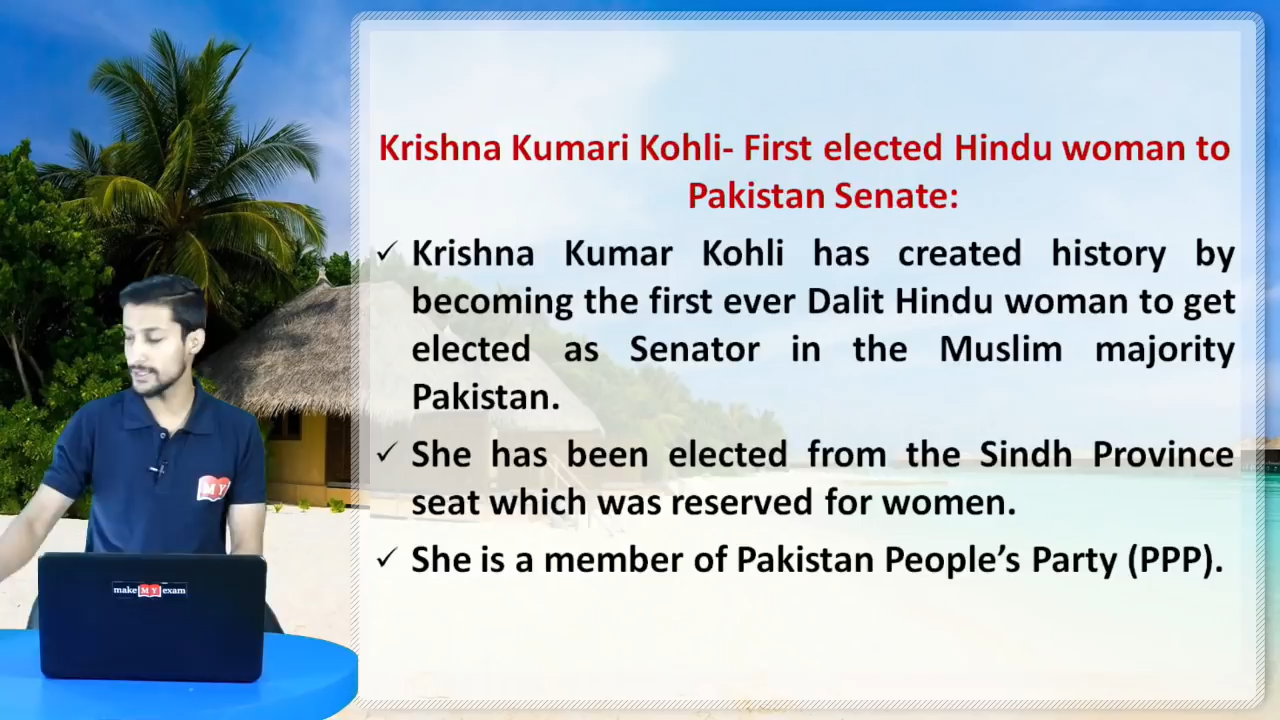 Krishna Kumari Kohli- First elected Hindu woman to
Pakistan Senate:
✓ Krishna Kumar Kohli has created history by
becoming the first ever Dalit Hindu woman to get
elected as Senator in the Muslim majority
Pakistan.
✓ She has been elected from the Sindh Province
seat which was reserved for women.
✓ She is a member of Pakistan People’s Party (PPP).
MY
make MY exam